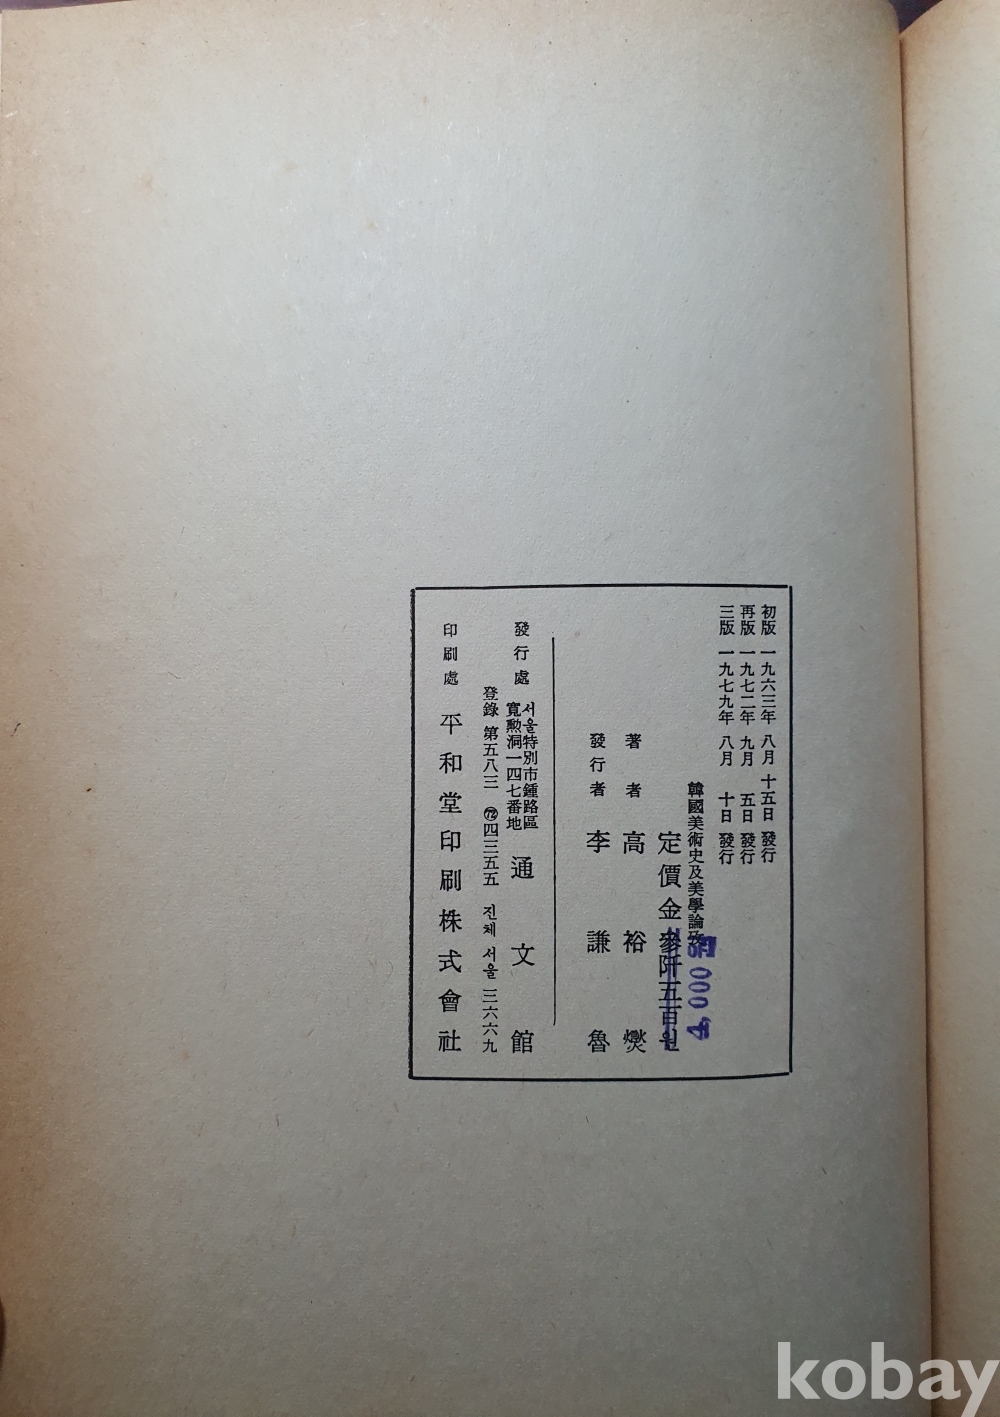 初版 一九六三年 八月 十五日 發行
再版 一九七二年 九月 五日 發行
三版 一九七九年 八月 十日 發行
韓國美術史及美學論攷
定價金參阡五百원
4,000원
著者 高裕燮
發行者 李謙魯
發行處 서울特別市鍾路區
寬勳洞一四七番地
通文館
登錄 第五八三 ㊆四三五五 진체 서울 三六六九
印刷處 平和堂印刷株式會社
kobay